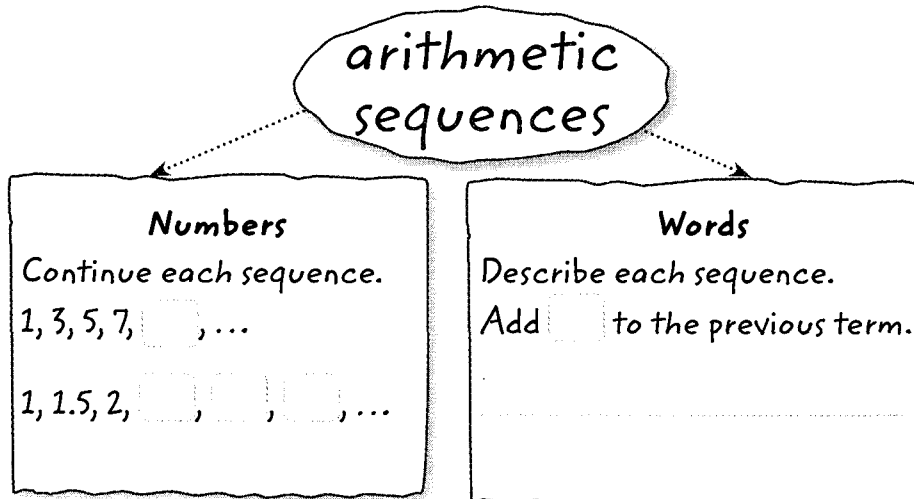 arithmetic
sequences
Numbers
Continue each sequence.
1, 3, 5, 7, , ...
1, 1.5, 2, , , , ...
Words
Describe each sequence.
Add to the previous term.